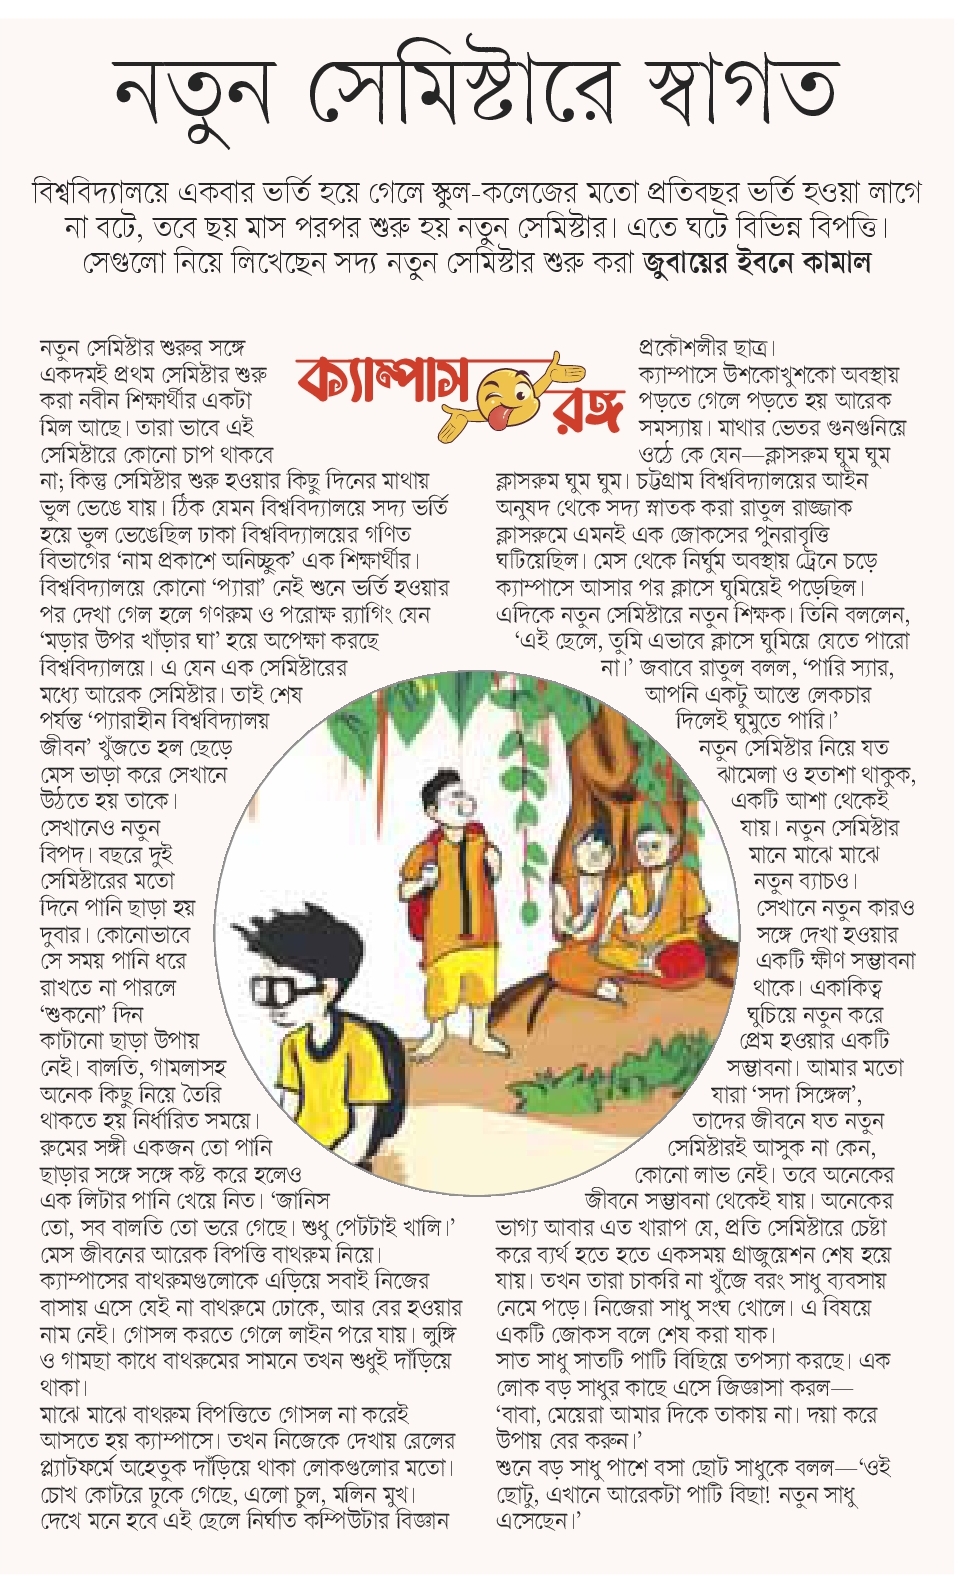 নতুন সেমিস্টারে স্বাগত
বিশ্ববিদ্যালয়ে একবার ভর্তি হয়ে গেলে স্কুল-কলেজের মতো প্রতিবছর ভর্তি হওয়া লাগে
না বটে, তবে ছয় মাস পরপর শুরু হয় নতুন সেমিস্টার। এতে ঘটে বিভিন্ন বিপত্তি।
সেগুলো নিয়ে লিখেছেন সদ্য নতুন সেমিস্টার শুরু করা জুবায়ের ইবনে কামাল
ক্যাম্পাস
রঙ্গ
নতুন সেমিস্টার শুরুর সঙ্গে
একদমই প্রথম সেমিস্টার শুরু
করা নবীন শিক্ষার্থীর একটা
মিল আছে। তারা ভাবে এই
সেমিস্টারে কোনো চাপ থাকবে
না; কিন্তু সেমিস্টার শুরু হওয়ার কিছু দিনের মাথায়
ভুল ভেঙে যায়। ঠিক যেমন বিশ্ববিদ্যালয়ে সদ্য ভর্তি
হয়ে ভুল ভেঙেছিল ঢাকা বিশ্ববিদ্যালয়ের গণিত
বিভাগের ‘নাম প্রকাশে অনিচ্ছুক’ এক শিক্ষার্থীর।
বিশ্ববিদ্যালয়ে কোনো ‘প্যারা’ নেই শুনে ভর্তি হওয়ার
পর দেখা গেল হলে গণরুম ও পরোক্ষ র‍্যাগিং যেন
‘মড়ার উপর খাঁড়ার ঘা’ হয়ে অপেক্ষা করছে
বিশ্ববিদ্যালয়ে। এ যেন এক সেমিস্টারের
মধ্যে আরেক সেমিস্টার। তাই শেষ
পর্যন্ত ‘প্যারাহীন বিশ্ববিদ্যালয়
জীবন’ খুঁজতে হল ছেড়ে
মেস ভাড়া করে সেখানে
উঠতে হয় তাকে।
সেখানেও নতুন
বিপদ। বছরে দুই
সেমিস্টারের মতো
দিনে পানি ছাড়া হয়
দুবার। কোনোভাবে
সে সময় পানি ধরে
রাখতে না পারলে
‘শুকনো’ দিন
কাটানো ছাড়া উপায়
নেই। বালতি, গামলাসহ
অনেক কিছু নিয়ে তৈরি
থাকতে হয় নির্ধারিত সময়ে।
রুমের সঙ্গী একজন তো পানি
ছাড়ার সঙ্গে সঙ্গে কষ্ট করে হলেও
এক লিটার পানি খেয়ে নিত। ‘জানিস
তো, সব বালতি তো ভরে গেছে। শুধু পেটটাই খালি।’
মেস জীবনের আরেক বিপত্তি বাথরুম নিয়ে।
ক্যাম্পাসের বাথরুমগুলোকে এড়িয়ে সবাই নিজের
বাসায় এসে যেই না বাথরুমে ঢোকে, আর বের হওয়ার
নাম নেই। গোসল করতে গেলে লাইন পরে যায়। লুঙ্গি
ও গামছা কাধে বাথরুমের সামনে তখন শুধুই দাঁড়িয়ে
থাকা।
মাঝে মাঝে বাথরুম বিপত্তিতে গোসল না করেই
আসতে হয় ক্যাম্পাসে। তখন নিজেকে দেখায় রেলের
প্ল্যাটফর্মে অহেতুক দাঁড়িয়ে থাকা লোকগুলোর মতো।
চোখ কোটরে ঢুকে গেছে, এলো চুল, মলিন মুখ।
দেখে মনে হবে এই ছেলে নির্ঘাত কম্পিউটার বিজ্ঞান
প্রকৌশলীর ছাত্র।
ক্যাম্পাসে উশকোখুশকো অবস্থায়
পড়তে গেলে পড়তে হয় আরেক
সমস্যায়। মাথার ভেতর গুনগুনিয়ে
ওঠে কে যেন—ক্লাসরুম ঘুম ঘুম
ক্লাসরুম ঘুম ঘুম। চট্টগ্রাম বিশ্ববিদ্যালয়ের আইন
অনুষদ থেকে সদ্য স্নাতক করা রাতুল রাজ্জাক
ক্লাসরুমে এমনই এক জোকসের পুনরাবৃত্তি
ঘটিয়েছিল। মেস থেকে নির্ঘুম অবস্থায় ট্রেনে চড়ে
ক্যাম্পাসে আসার পর ক্লাসে ঘুমিয়েই পড়েছিল।
এদিকে নতুন সেমিস্টারে নতুন শিক্ষক। তিনি বললেন,
‘এই ছেলে, তুমি এভাবে ক্লাসে ঘুমিয়ে যেতে পারো
না।’ জবাবে রাতুল বলল, ‘পারি স্যার,
আপনি একটু আস্তে লেকচার
দিলেই ঘুমুতে পারি।’
নতুন সেমিস্টার নিয়ে যত
ঝামেলা ও হতাশা থাকুক,
একটি আশা থেকেই
যায়। নতুন সেমিস্টার
মানে মাঝে মাঝে
নতুন ব্যাচও।
সেখানে নতুন কারও
সঙ্গে দেখা হওয়ার
একটি ক্ষীণ সম্ভাবনা
থাকে। একাকিত্ব
ঘুচিয়ে নতুন করে
প্রেম হওয়ার একটি
সম্ভাবনা। আমার মতো
যারা ‘সদা সিঙ্গেল’,
তাদের জীবনে যত নতুন
সেমিস্টারই আসুক না কেন,
কোনো লাভ নেই। তবে অনেকের
জীবনে সম্ভাবনা থেকেই যায়। অনেকের
ভাগ্য আবার এত খারাপ যে, প্রতি সেমিস্টারে চেষ্টা
করে ব্যর্থ হতে হতে একসময় গ্রাজুয়েশন শেষ হয়ে
যায়। তখন তারা চাকরি না খুঁজে বরং সাধু ব্যবসায়
নেমে পড়ে। নিজেরা সাধু সংঘ খোলে। এ বিষয়ে
একটি জোকস বলে শেষ করা যাক।
সাত সাধু সাতটি পাটি বিছিয়ে তপস্যা করছে। এক
লোক বড় সাধুর কাছে এসে জিজ্ঞাসা করল—
‘বাবা, মেয়েরা আমার দিকে তাকায় না। দয়া করে
উপায় বের করুন।’
শুনে বড় সাধু পাশে বসা ছোট সাধুকে বলল—‘ওই
ছোটু, এখানে আরেকটা পাটি বিছা! নতুন সাধু
এসেছেন।’